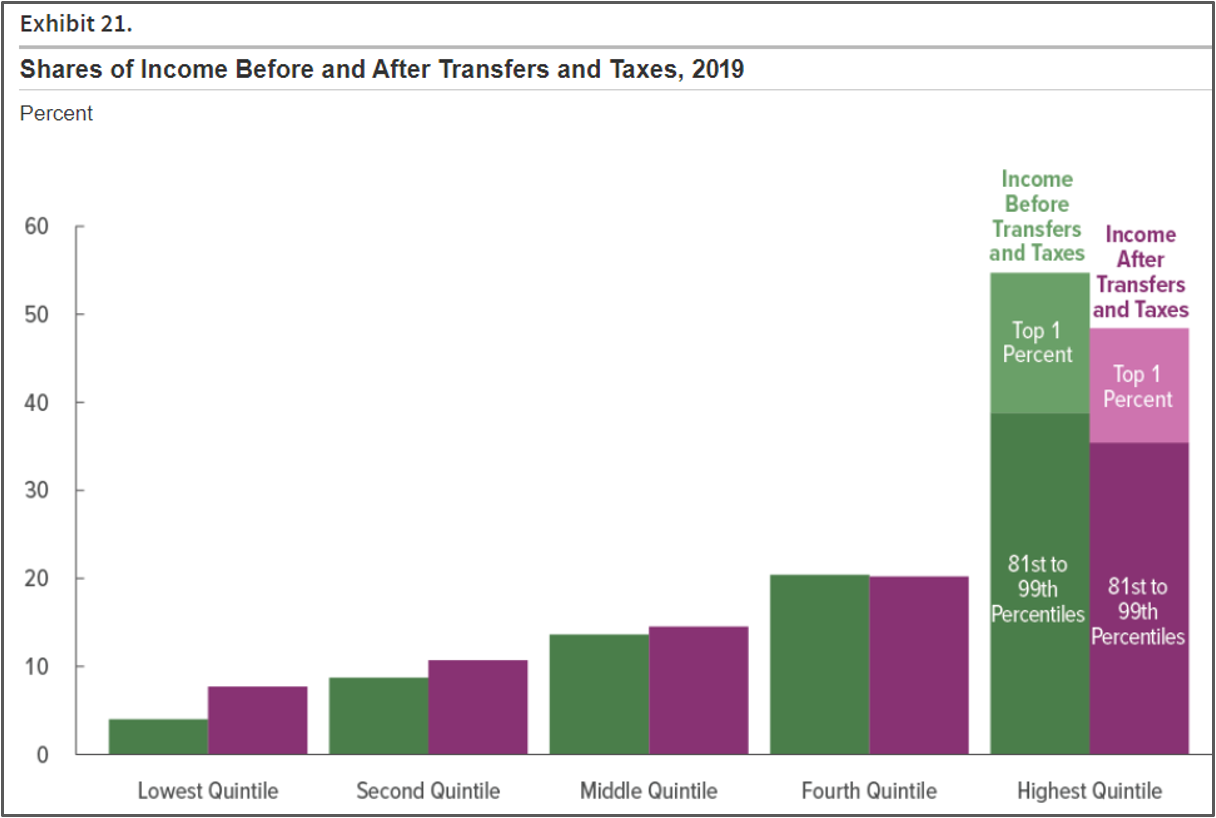 Exhibit 21.
Shares of Income Before and After Transfers and Taxes, 2019
Percent
Income
Before
Transfers
and Taxes
Income
After
Transfers
and Taxes
60
50
40
30
20
10
0
Top 1
Percent
Top 1
Percent
81st to
99th
Percentiles
81st to
99th
Percentiles
Lowest Quintile
Second Quintile
Middle Quintile
Fourth Quintile
Highest Quintile